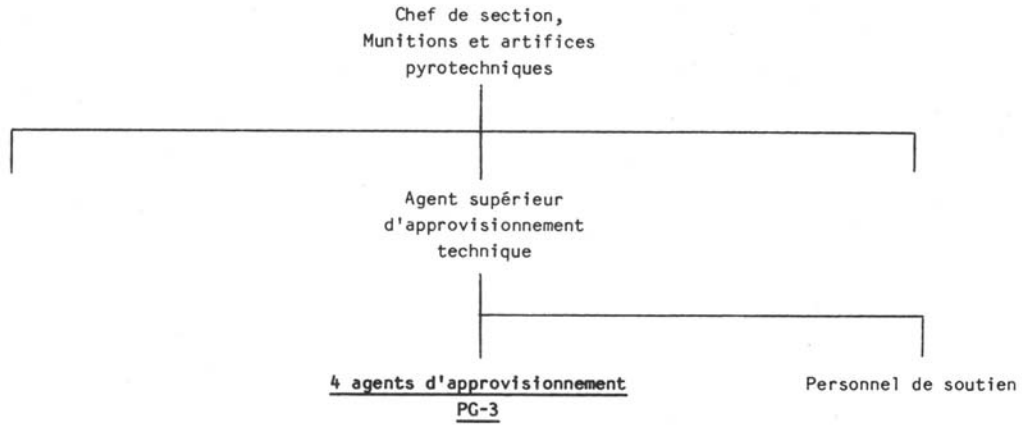 Chef de section,
Munitions et artifices
pyrotechniques
Agent supérieur
d'approvisionnement
technique
4 agents d'approvisionnement
PG-3
Personnel de soutien